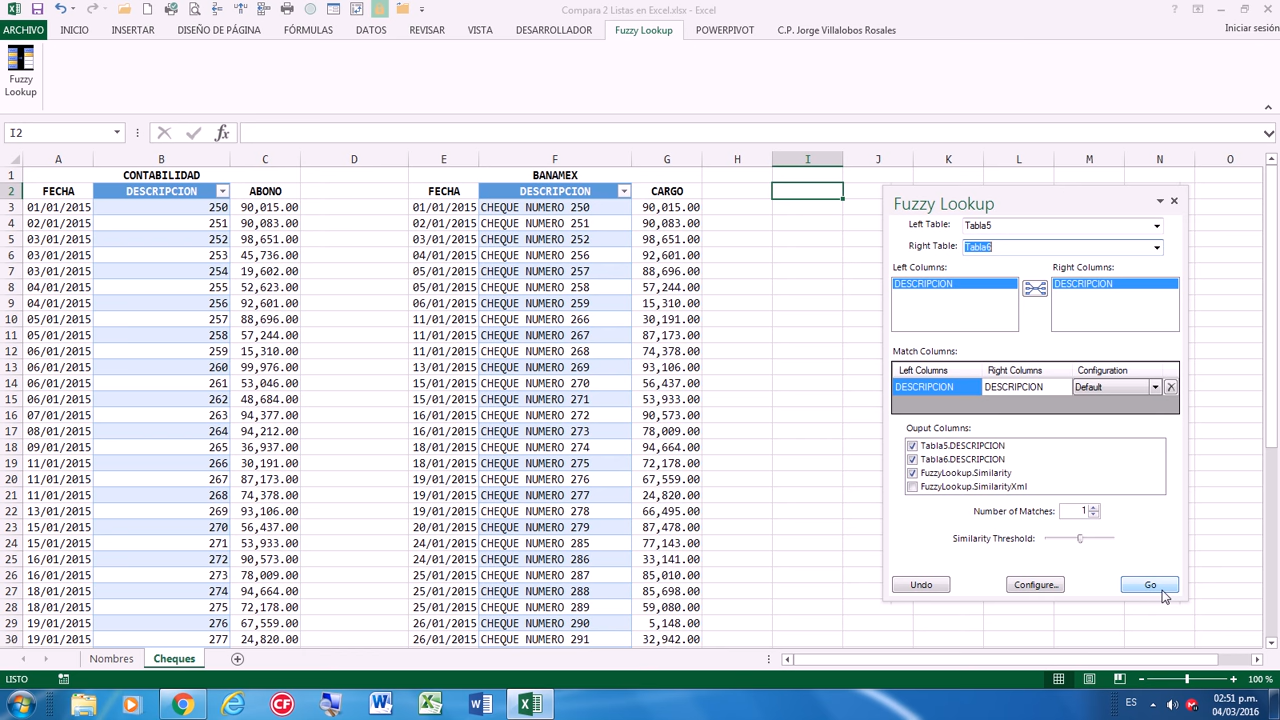 Compara 2 Listas en Excel.xlsx - Excel
ARCHIVO INICIO INSERTAR DISEÑO DE PÁGINA FÓRMULAS DATOS REVISAR VISTA DESARROLLADOR Fuzzy Lookup POWERPIVOT C.P. Jorge Villalobos Rosales Iniciar sesión
Fuzzy
Lookup
I2
A B C D E F G H I J K L M N O
1 CONTABILIDAD BANAMEX
2 FECHA DESCRIPCION ABONO FECHA DESCRIPCION CARGO
3 01/01/2015 250 90,015.00 01/01/2015 CHEQUE NUMERO 250 90,015.00
4 02/01/2015 251 90,083.00 02/01/2015 CHEQUE NUMERO 251 90,083.00
5 03/01/2015 252 98,651.00 03/01/2015 CHEQUE NUMERO 252 98,651.00
6 03/01/2015 253 45,736.00 04/01/2015 CHEQUE NUMERO 256 92,601.00
7 03/01/2015 254 19,602.00 05/01/2015 CHEQUE NUMERO 257 88,696.00
8 04/01/2015 255 52,623.00 05/01/2015 CHEQUE NUMERO 258 57,244.00
9 04/01/2015 256 92,601.00 06/01/2015 CHEQUE NUMERO 259 15,310.00
10 05/01/2015 257 88,696.00 11/01/2015 CHEQUE NUMERO 266 30,191.00
11 05/01/2015 258 57,244.00 11/01/2015 CHEQUE NUMERO 267 87,173.00
12 06/01/2015 259 15,310.00 11/01/2015 CHEQUE NUMERO 268 74,378.00
13 06/01/2015 260 99,976.00 13/01/2015 CHEQUE NUMERO 269 93,106.00
14 06/01/2015 261 53,046.00 15/01/2015 CHEQUE NUMERO 270 56,437.00
15 06/01/2015 262 48,684.00 15/01/2015 CHEQUE NUMERO 271 53,933.00
16 07/01/2015 263 94,377.00 16/01/2015 CHEQUE NUMERO 272 90,573.00
17 08/01/2015 264 94,212.00 16/01/2015 CHEQUE NUMERO 273 78,009.00
18 09/01/2015 265 36,937.00 18/01/2015 CHEQUE NUMERO 274 94,664.00
19 11/01/2015 266 30,191.00 18/01/2015 CHEQUE NUMERO 275 72,178.00
20 11/01/2015 267 87,173.00 19/01/2015 CHEQUE NUMERO 276 67,559.00
21 11/01/2015 268 74,378.00 19/01/2015 CHEQUE NUMERO 277 24,820.00
22 13/01/2015 269 93,106.00 19/01/2015 CHEQUE NUMERO 278 66,495.00
23 15/01/2015 270 56,437.00 20/01/2015 CHEQUE NUMERO 279 87,478.00
24 15/01/2015 271 53,933.00 24/01/2015 CHEQUE NUMERO 285 77,143.00
25 16/01/2015 272 90,573.00 25/01/2015 CHEQUE NUMERO 286 33,141.00
26 16/01/2015 273 78,009.00 25/01/2015 CHEQUE NUMERO 287 85,010.00
27 18/01/2015 274 94,664.00 25/01/2015 CHEQUE NUMERO 288 85,698.00
28 18/01/2015 275 72,178.00 25/01/2015 CHEQUE NUMERO 289 59,080.00
29 19/01/2015 276 67,559.00 26/01/2015 CHEQUE NUMERO 290 5,148.00
30 19/01/2015 277 24,820.00 26/01/2015 CHEQUE NUMERO 291 32,942.00
Fuzzy Lookup
Left Table: Tabla5
Right Table: Tabla6
Left Columns: Right Columns:
DESCRIPCION DESCRIPCION
Match Columns:
Left Columns Right Columns Configuration
DESCRIPCION DESCRIPCION Default
Ouput Columns:
Tabla5.DESCRIPCION
Tabla6.DESCRIPCION
FuzzyLookup.Similarity
FuzzyLookup.SimilarityXml
Number of Matches: 1
Similarity Threshold:
Undo Configure... Go
Nombres Cheques
LISTO 100 %
ES 02:51 p.m.
04/03/2016